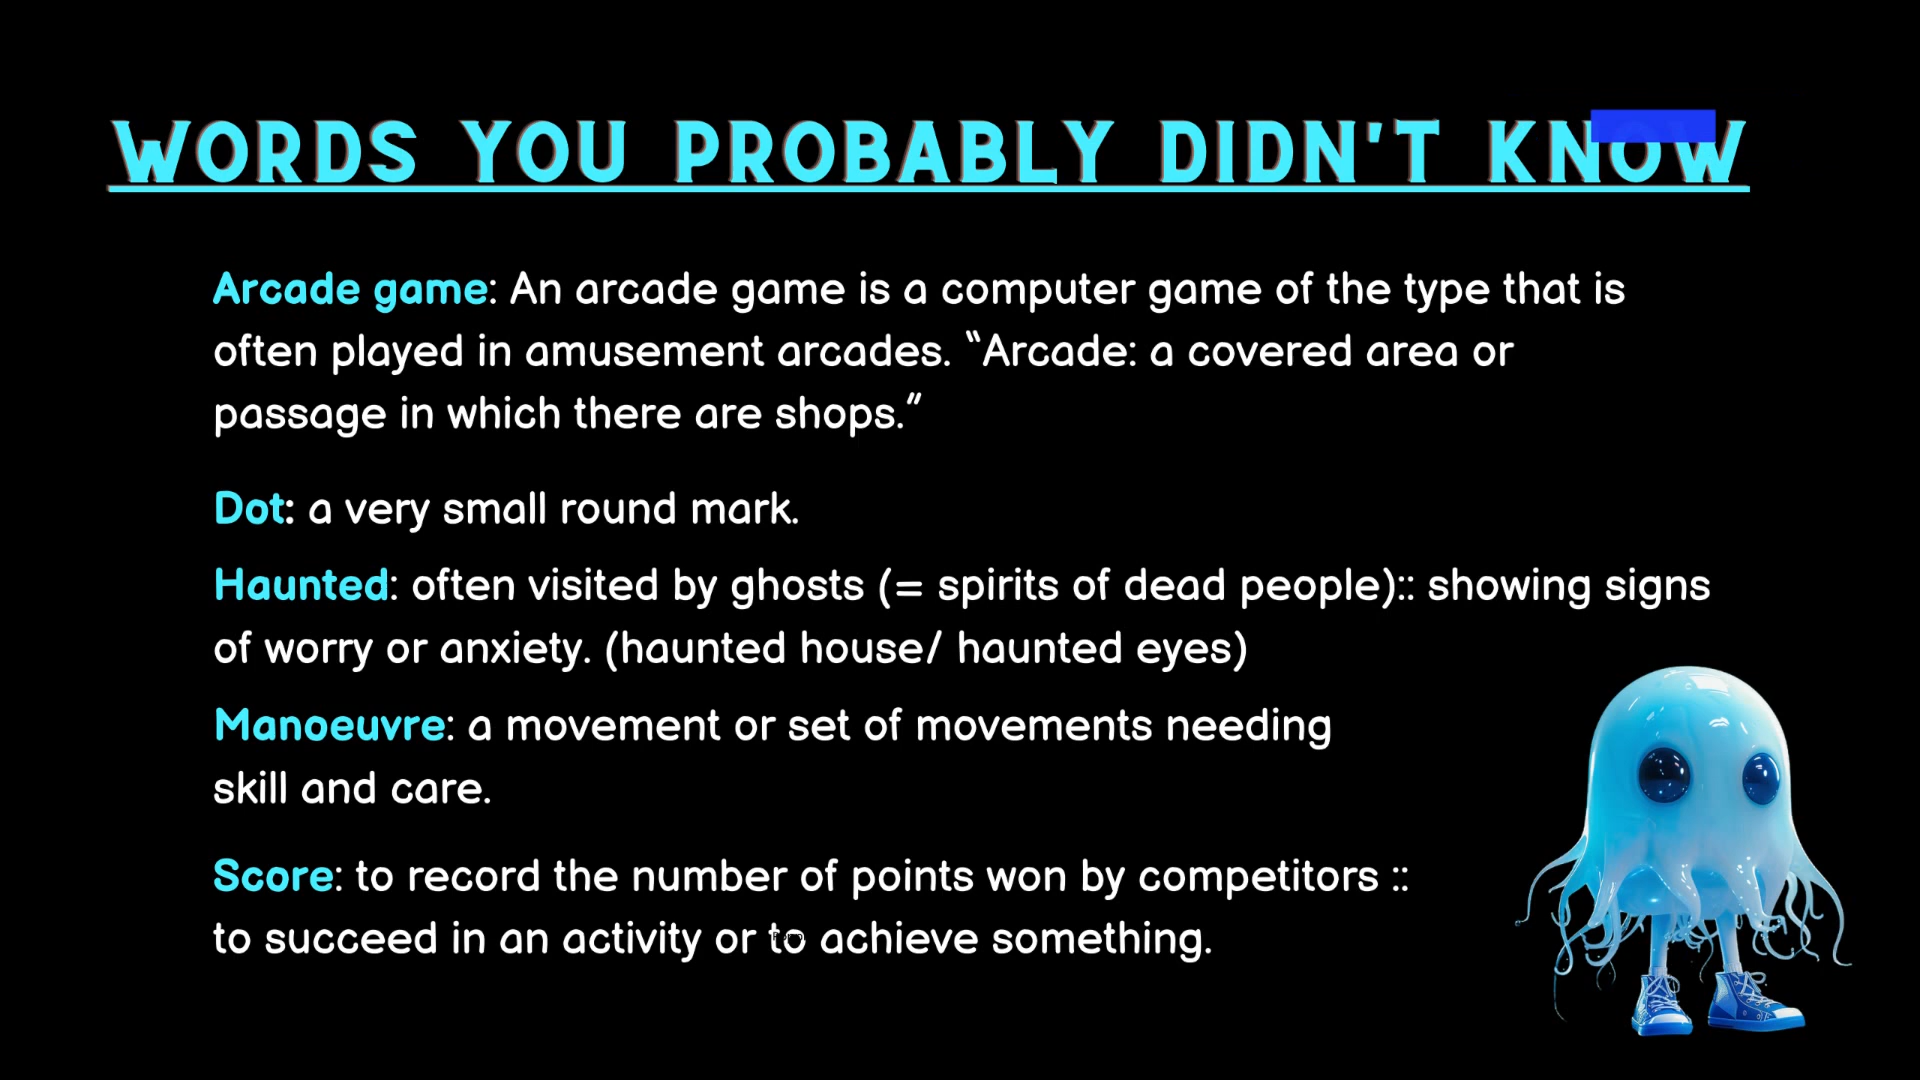 WORDS YOU PROBABLY DIDN'T KNOW
Arcade game: An arcade game is a computer game of the type that is
often played in amusement arcades. “Arcade: a covered area or
passage in which there are shops.”
Dot: a very small round mark.
Haunted: often visited by ghosts (= spirits of dead people):: showing signs
of worry or anxiety. (haunted house/ haunted eyes)
Manoeuvre: a movement or set of movements needing
skill and care.
Score: to record the number of points won by competitors ::
to succeed in an activity or to achieve something.